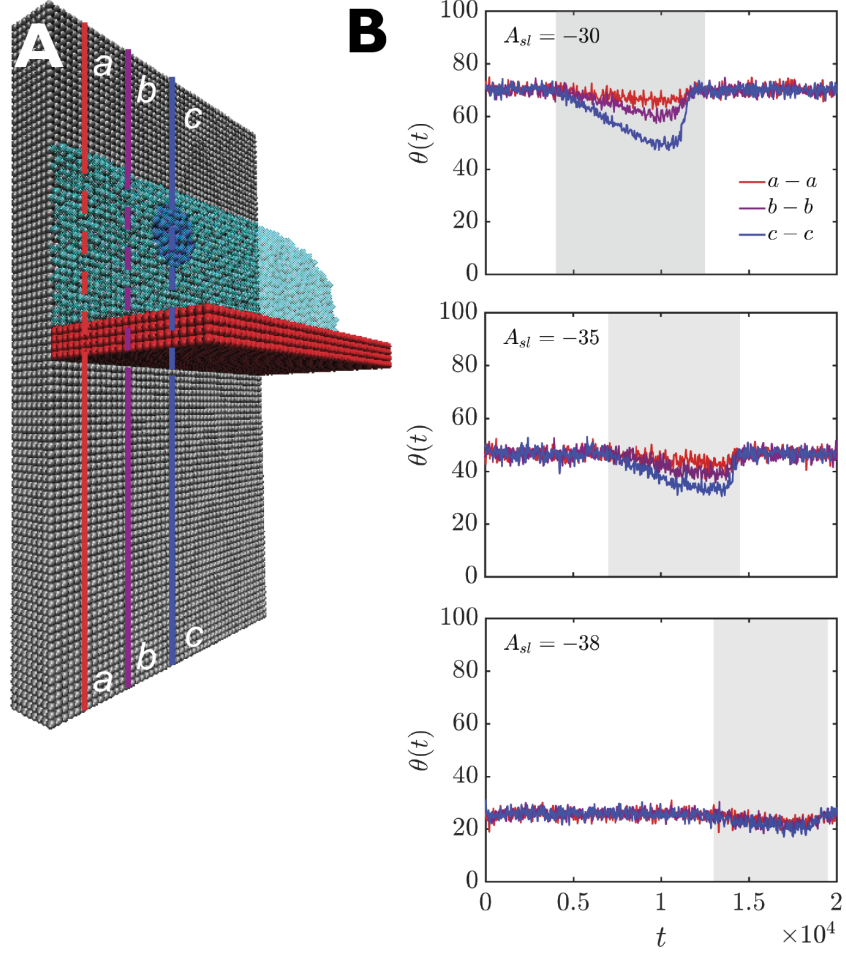 A
a
b
c
a
b
c
B
100
80
60
40
20
0
θ(t)
A_sl = −30
a − a
b − b
c − c
100
80
60
40
20
0
θ(t)
A_sl = −35
100
80
60
40
20
0
θ(t)
A_sl = −38
0 0.5 1 1.5 2
t ×10^4